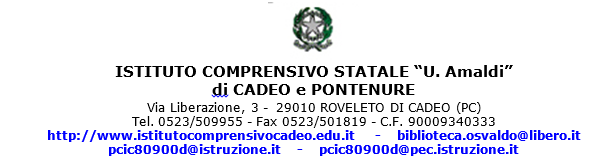 ISTITUTO COMPRENSIVO STATALE “U. Amaldi”
di CADEO e PONTENURE
Via Liberazione, 3 - 29010 ROVELETO DI CADEO (PC)
Tel. 0523/509955 - Fax 0523/501819 - C.F. 90009340333
http://www.istitutocomprensivocadeo.edu.it - biblioteca.osvaldo@libero.it
pcic80900d@istruzione.it - pcic80900d@pec.istruzione.it